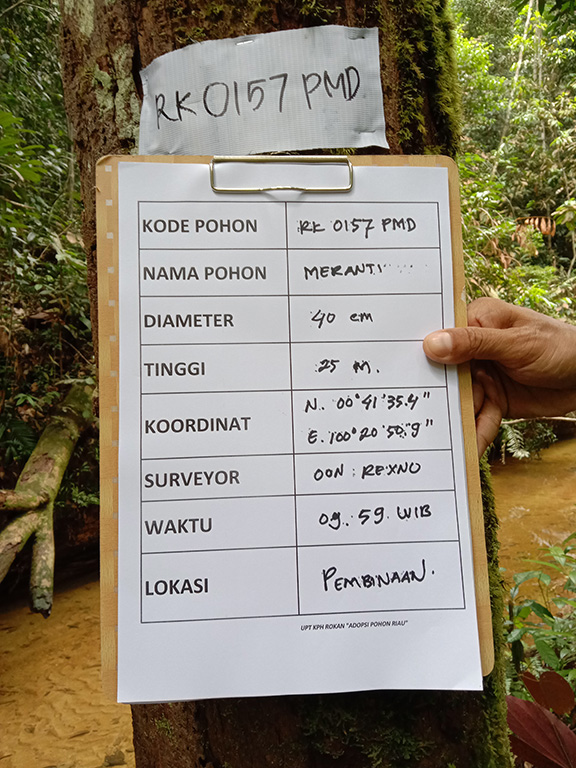 RK 0157 PMD
KODE POHON RK 0157 PMD
NAMA POHON MERANTI
DIAMETER 40 cm
TINGGI 25 M.
KOORDINAT N. 00°41'35.4"
E. 100°20'50.9"
SURVEYOR OON : REXNO
WAKTU 09. 59. WIB
LOKASI PEMBINAAN.
UPT KPH ROKAN "ADOPSI POHON RIAU"